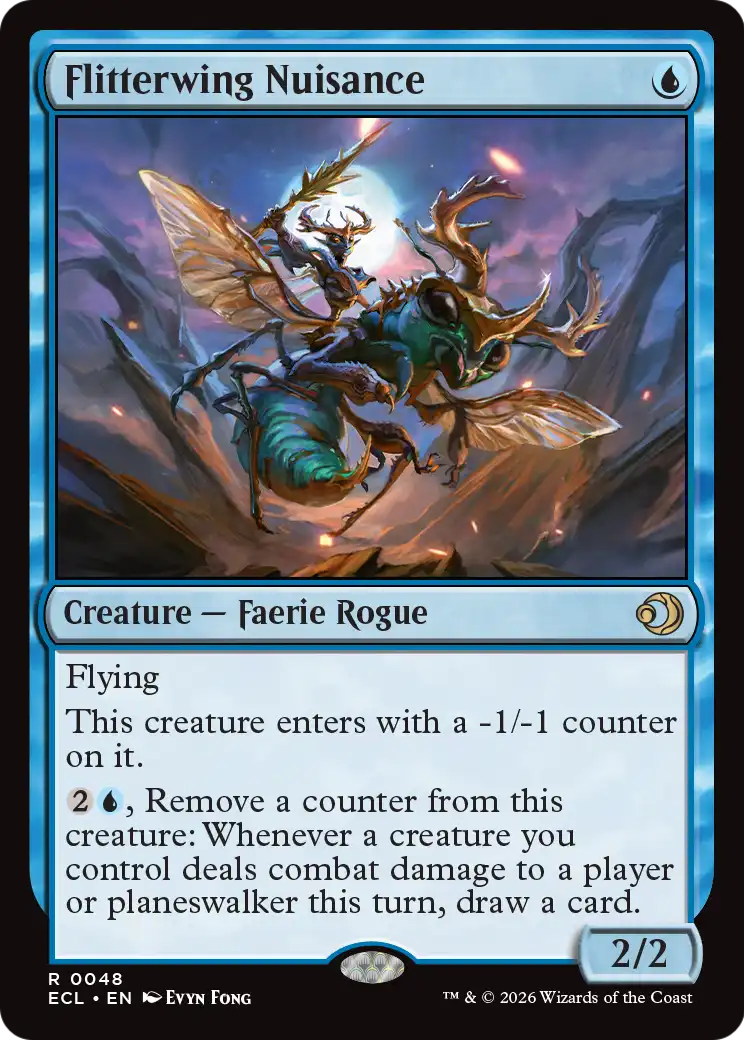 Flitterwing Nuisance
Creature — Faerie Rogue
Flying
This creature enters with a -1/-1 counter
on it.
2, Remove a counter from this
creature: Whenever a creature you
control deals combat damage to a player
or planeswalker this turn, draw a card.
2/2
R 0048
ECL • EN Evyn Fong
™ & © 2026 Wizards of the Coast